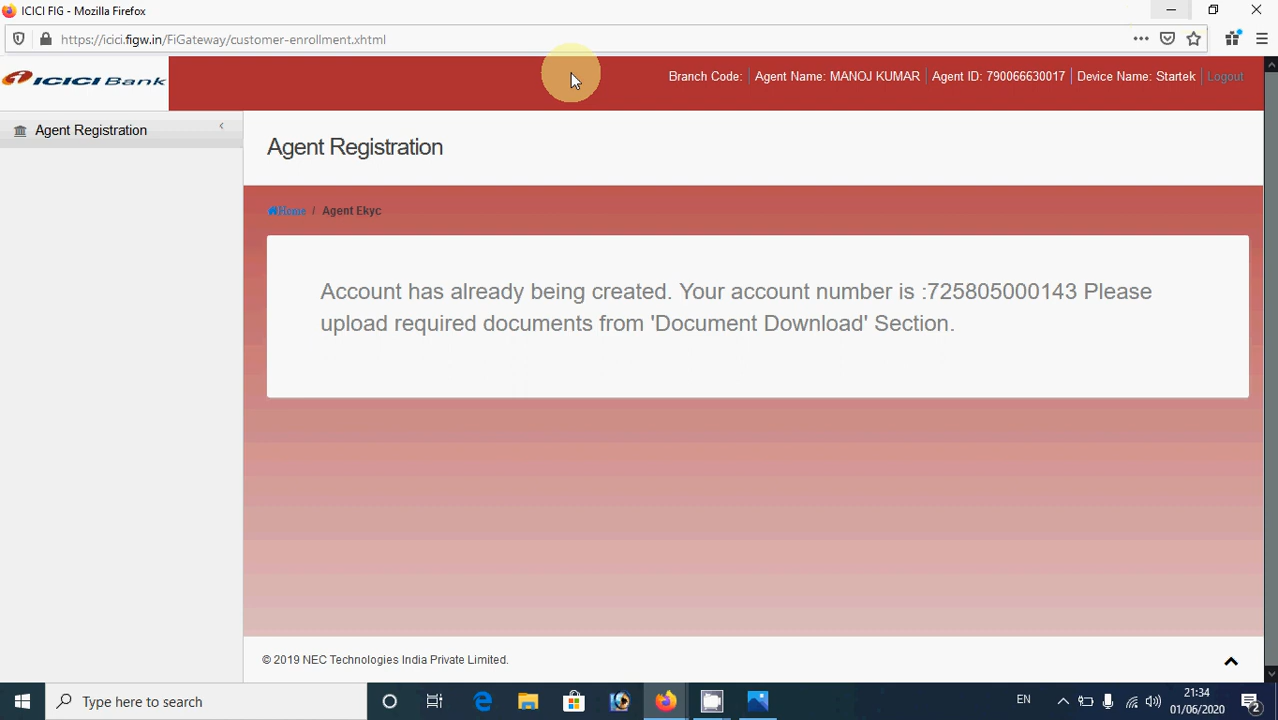 ICICI FIG - Mozilla Firefox
https://icici.figw.in/FiGateway/customer-enrollment.xhtml
ICICI Bank
Branch Code: Agent Name: MANOJ KUMAR Agent ID: 790066630017 Device Name: Startek Logout
Agent Registration
Agent Registration
Home / Agent Ekyc
Account has already being created. Your account number is :725805000143 Please
upload required documents from 'Document Download' Section.
© 2019 NEC Technologies India Private Limited.
Type here to search
EN
21:34
01/06/2020
2